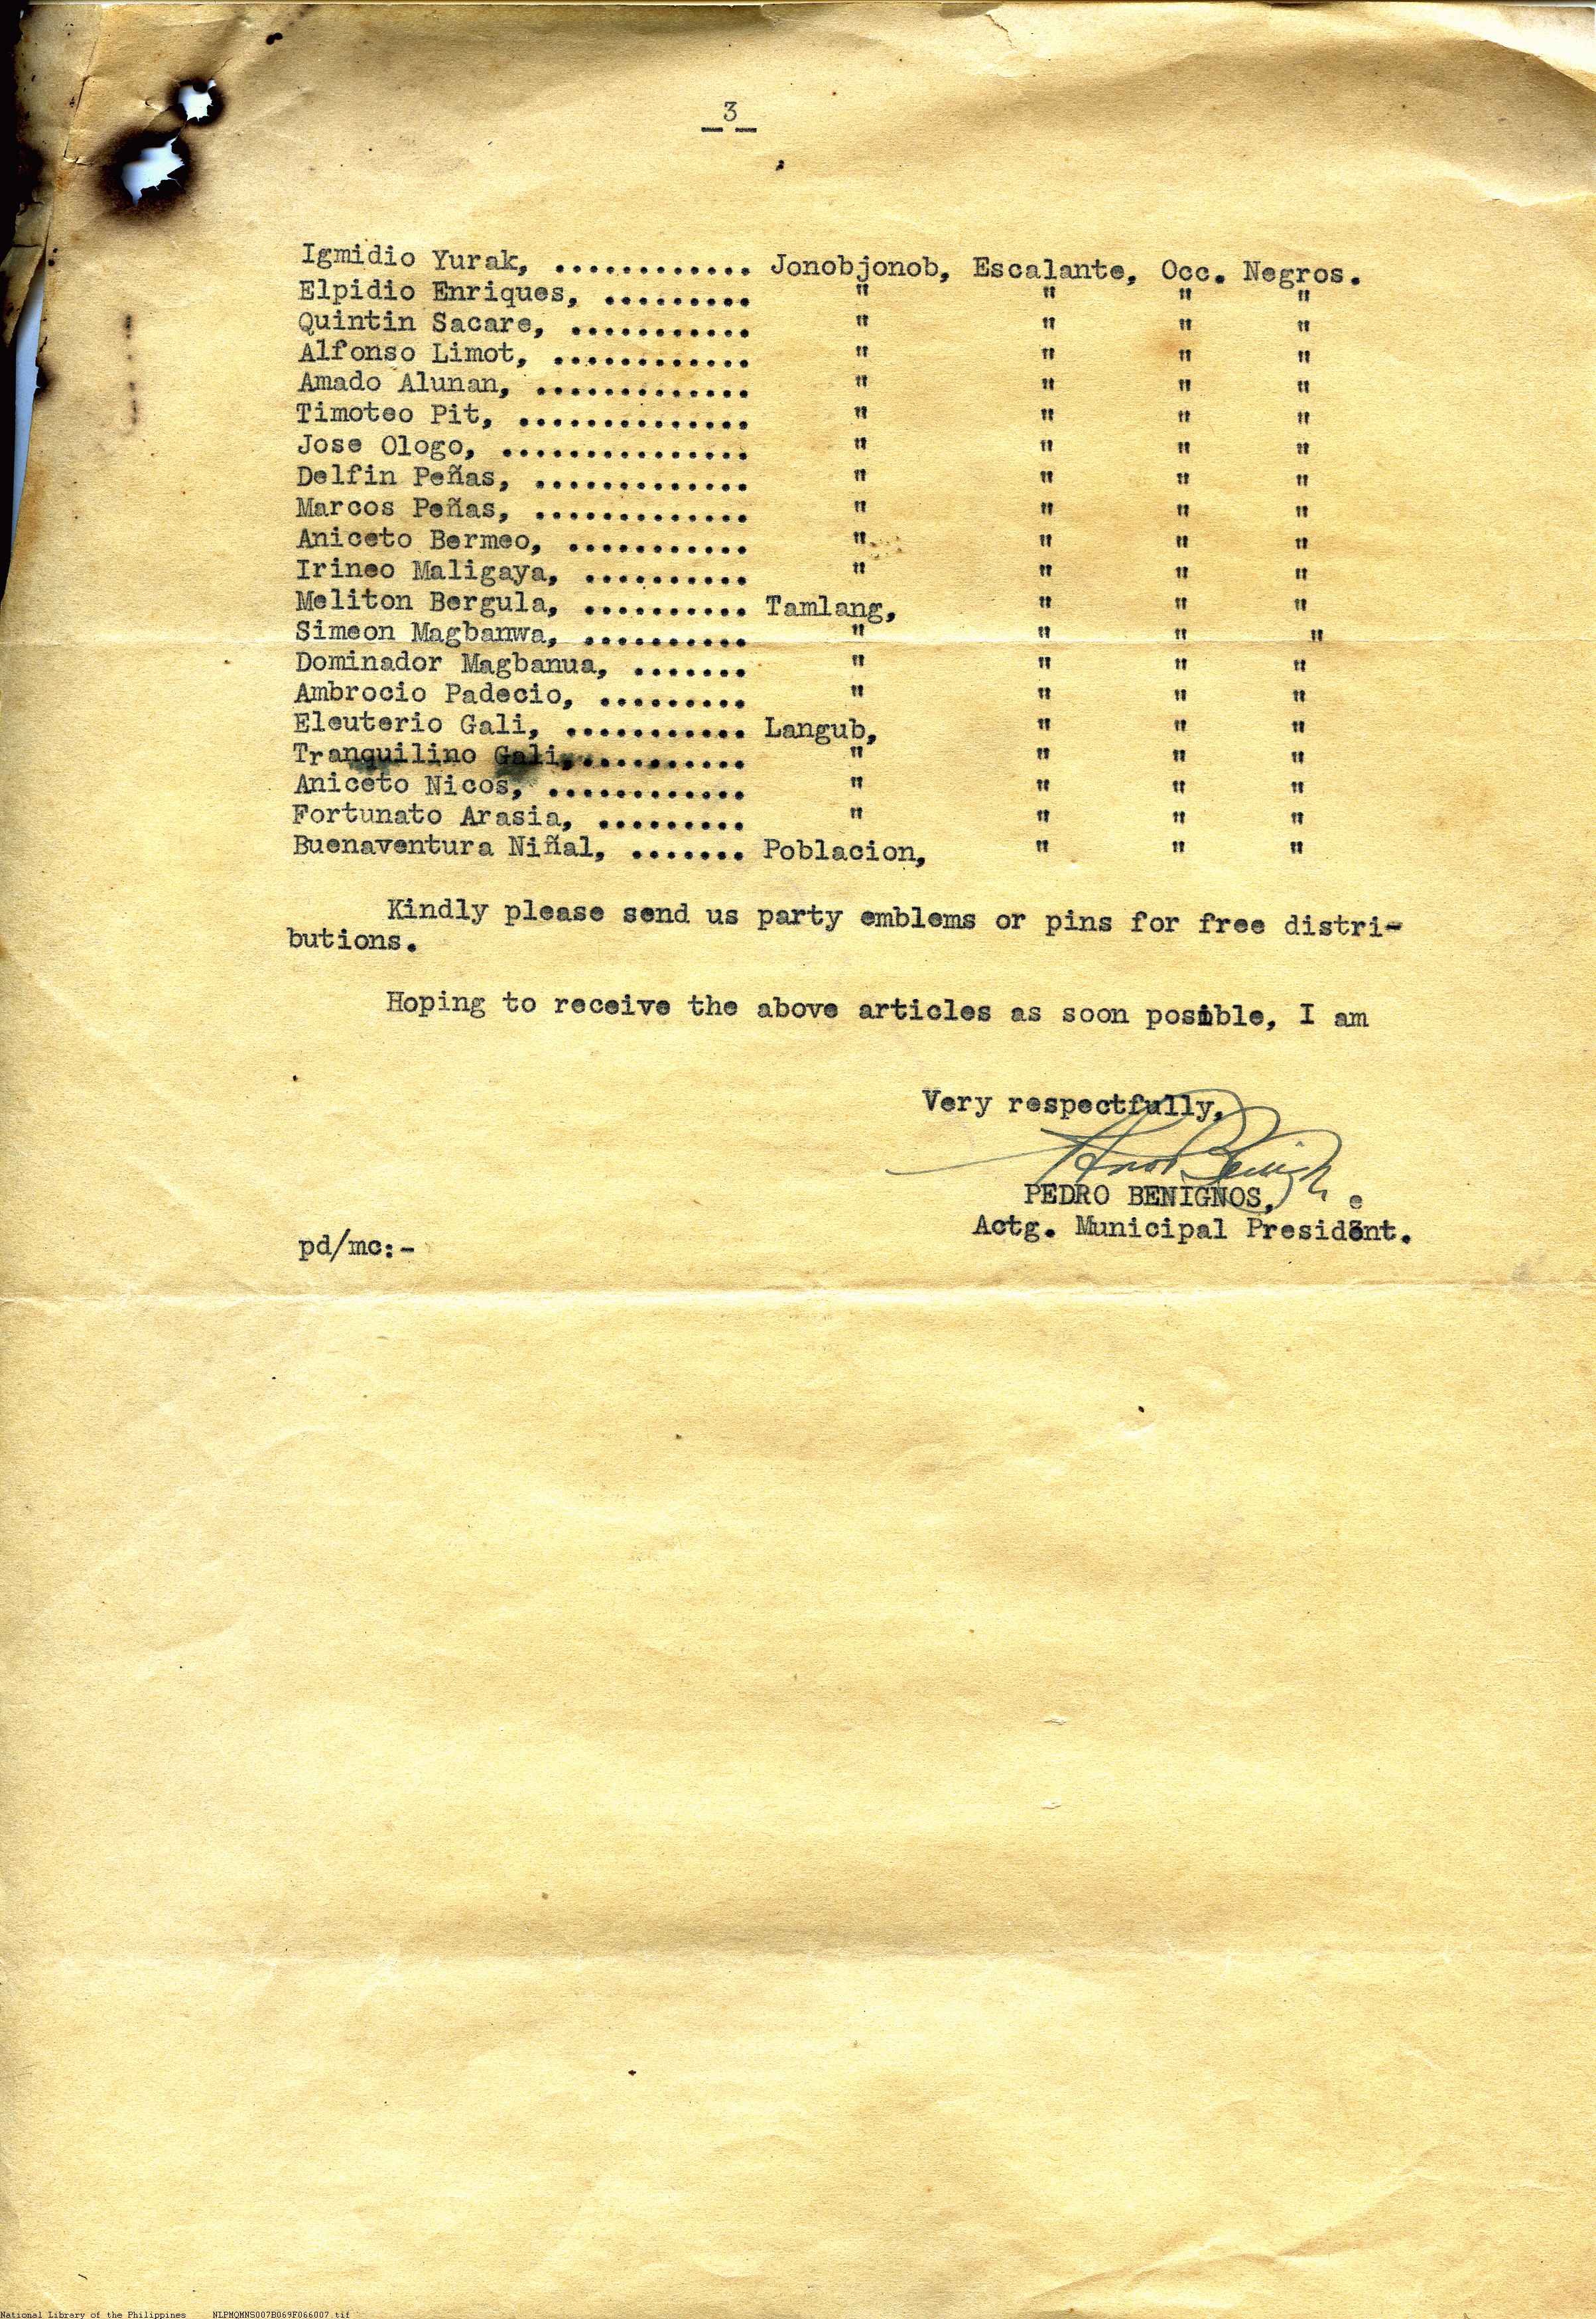 _3_
Igmidio Yurak, ............ Jonobjonob, Escalante, Occ. Negros.
Elpidio Enriques, ......... " " " "
Quintin Sacare, ........... " " " "
Alfonso Limot, ............ " " " "
Amado Alunan, ............. " " " "
Timoteo Pit, .............. " " " "
Jose Ologo, ............... " " " "
Delfin Peñas, ............. " " " "
Marcos Peñas, ............. " " " "
Aniceto Bermeo, ........... " " " "
Irineo Maligaya, .......... " " " "
Meliton Bergula, .......... Tamlang, " " "
Simeon Magbanwa, .......... " " " "
Dominador Magbanua, ....... " " " "
Ambrocio Padecio, ......... " " " "
Eleuterio Gali, ........... Langub, " " "
Tranquilino Gali,.......... " " " "
Aniceto Nicos, ............ " " " "
Fortunato Arasia, ......... " " " "
Buenaventura Niñal, ....... Poblacion, " " "
Kindly please send us party emblems or pins for free distri-
butions.
Hoping to receive the above articles as soon posible, I am
Very respectfully,
PEDRO BENIGNOS,
Actg. Municipal President.
pd/mc:-
National Library of the Philippines NLPMQMNS007B069F066007.tif